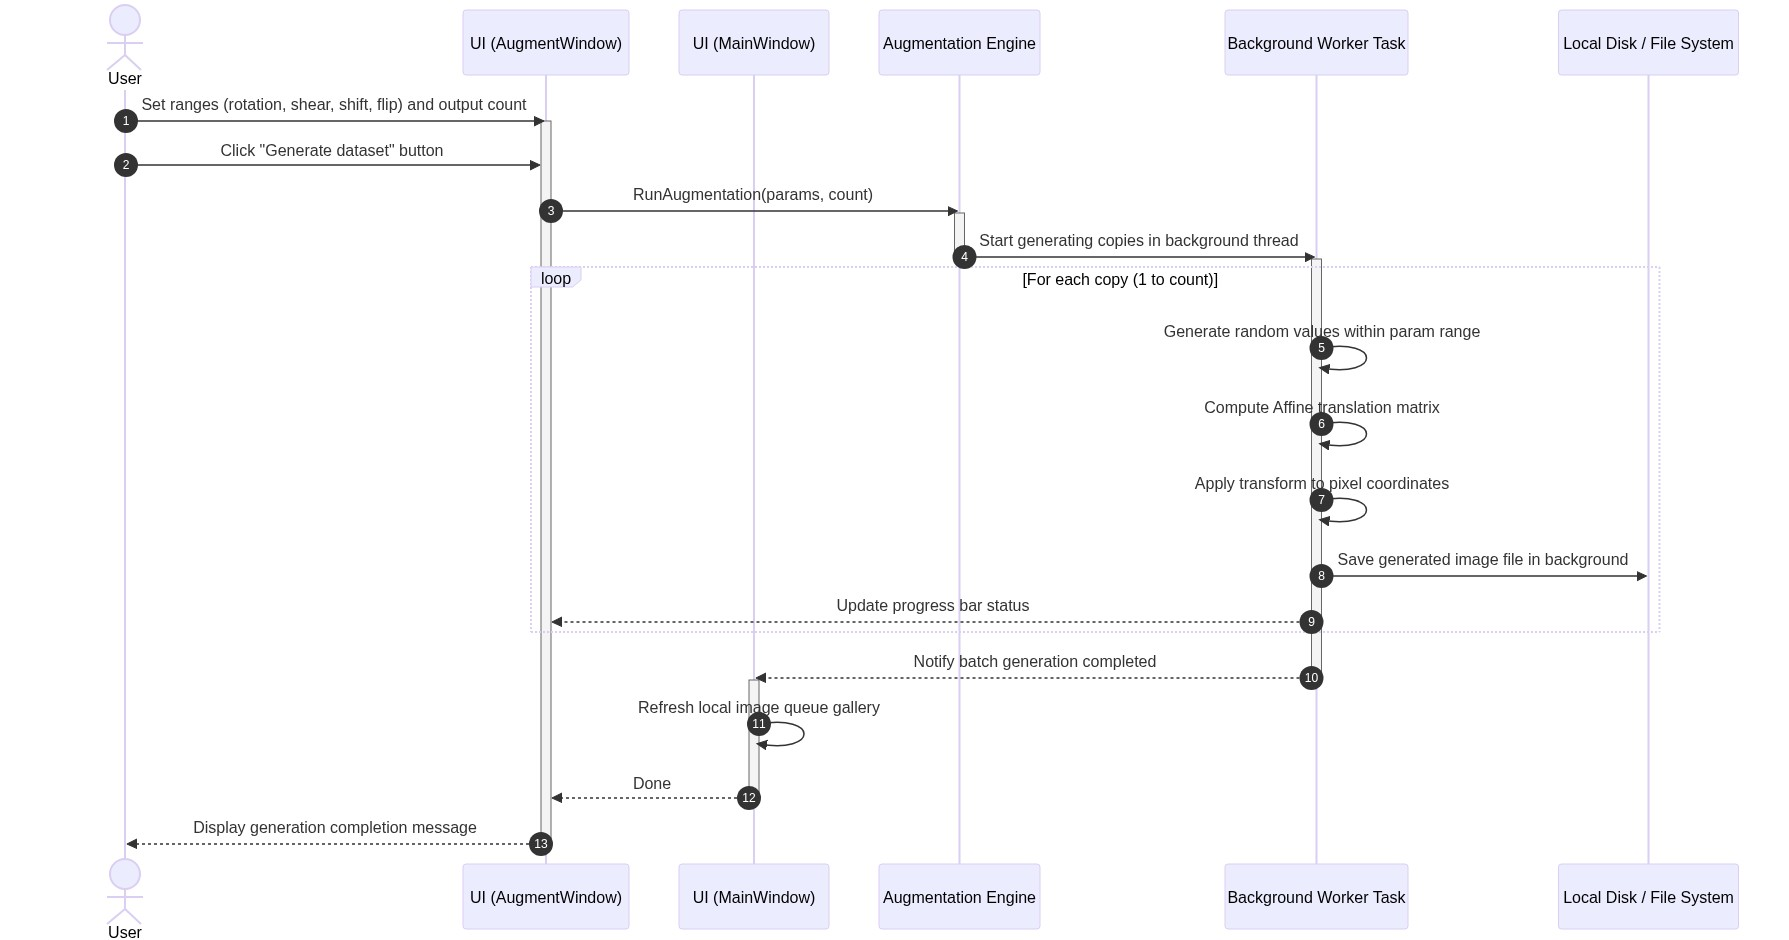 User
UI (AugmentWindow)
UI (MainWindow)
Augmentation Engine
Background Worker Task
Local Disk / File System
Set ranges (rotation, shear, shift, flip) and output count
1
Click "Generate dataset" button
2
RunAugmentation(params, count)
3
Start generating copies in background thread
4
loop
[For each copy (1 to count)]
Generate random values within param range
5
Compute Affine translation matrix
6
Apply transform to pixel coordinates
7
Save generated image file in background
8
Update progress bar status
9
Notify batch generation completed
10
Refresh local image queue gallery
11
Done
12
Display generation completion message
13
User
UI (AugmentWindow)
UI (MainWindow)
Augmentation Engine
Background Worker Task
Local Disk / File System